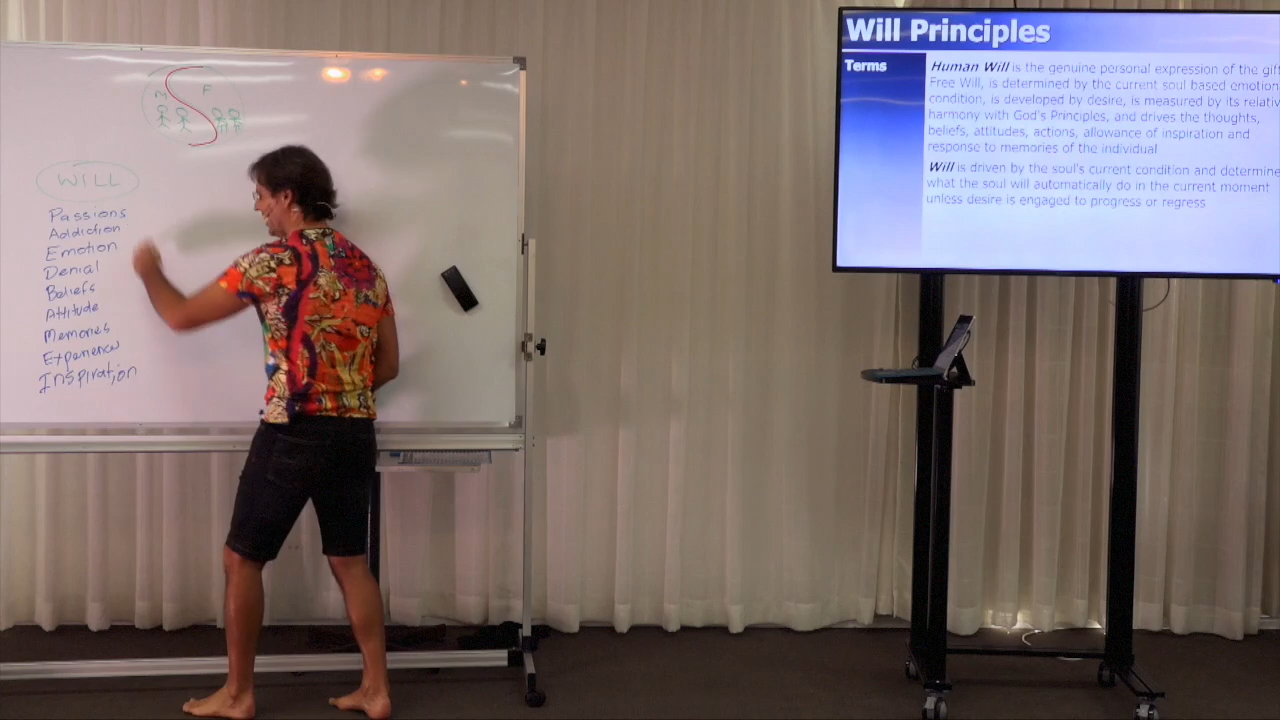 M
F
WILL
Passions
Addiction
Emotion
Denial
Beliefs
Attitude
Memories
Experience
Inspiration
Will Principles
Terms
Human Will is the genuine personal expression of the gif
Free Will, is determined by the current soul based emotion
condition, is developed by desire, is measured by its relativ
harmony with God's Principles, and drives the thoughts,
beliefs, attitudes, actions, allowance of inspiration and
response to memories of the individual
Will is driven by the soul's current condition and determine
what the soul will automatically do in the current moment
unless desire is engaged to progress or regress